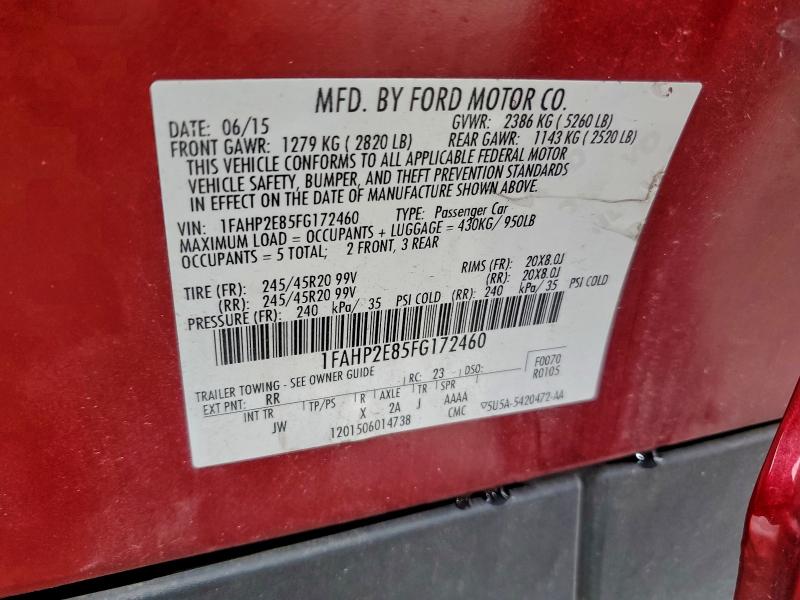 MFD. BY FORD MOTOR CO.
DATE: 06/15 GVWR: 2386 KG ( 5260 LB)
FRONT GAWR: 1279 KG ( 2820 LB) REAR GAWR: 1143 KG ( 2520 LB)
THIS VEHICLE CONFORMS TO ALL APPLICABLE FEDERAL MOTOR
VEHICLE SAFETY, BUMPER, AND THEFT PREVENTION STANDARDS
IN EFFECT ON THE DATE OF MANUFACTURE SHOWN ABOVE.
VIN: 1FAHP2E85FG172460 TYPE: Passenger Car
MAXIMUM LOAD = OCCUPANTS + LUGGAGE = 430KG/ 950LB
OCCUPANTS = 5 TOTAL; 2 FRONT, 3 REAR
TIRE (FR): 245/45R20 99V - RIMS (FR): 20X8.0J
(RR): 245/45R20 99V - (RR): 20X8.0J
PRESSURE (FR): 240 kPa/ 35 PSI COLD (RR): 240 kPa/ 35 PSI COLD
1FAHP2E85FG172460
TRAILER TOWING - SEE OWNER GUIDE
EXT PNT: RR RC: 23 DSO: F0070
R0105
INT TR TP/PS R AXLE TR SPR
JW X 2A J AAAA
CMC
1201506014738 ▽5U5A-5420472-AA